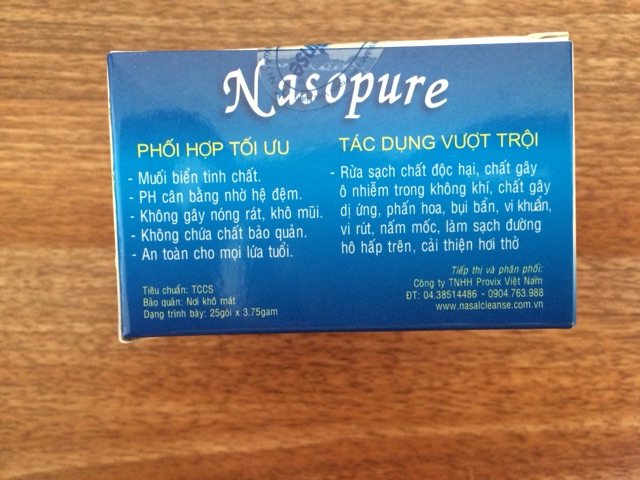 Nasopure
PHỐI HỢP TỐI ƯU
- Muối biển tinh chất.
- PH cân bằng nhờ hệ đệm.
- Không gây nóng rát, khô mũi.
- Không chứa chất bảo quản.
- An toàn cho mọi lứa tuổi.
Tiêu chuẩn: TCCS
Bảo quản: Nơi khô mát
Dạng trình bày: 25gói x 3.75gam
TÁC DỤNG VƯỢT TRỘI
- Rửa sạch chất độc hại, chất gây
ô nhiễm trong không khí, chất gây
dị ứng, phấn hoa, bụi bẩn, vi khuẩn,
vi rút, nấm mốc, làm sạch đường
hô hấp trên, cải thiện hơi thở
Tiếp thị và phân phối:
Công ty TNHH Provix Việt Nam
ĐT: 04.38514486 - 0904.763.988
www.nasalcleanse.com.vn